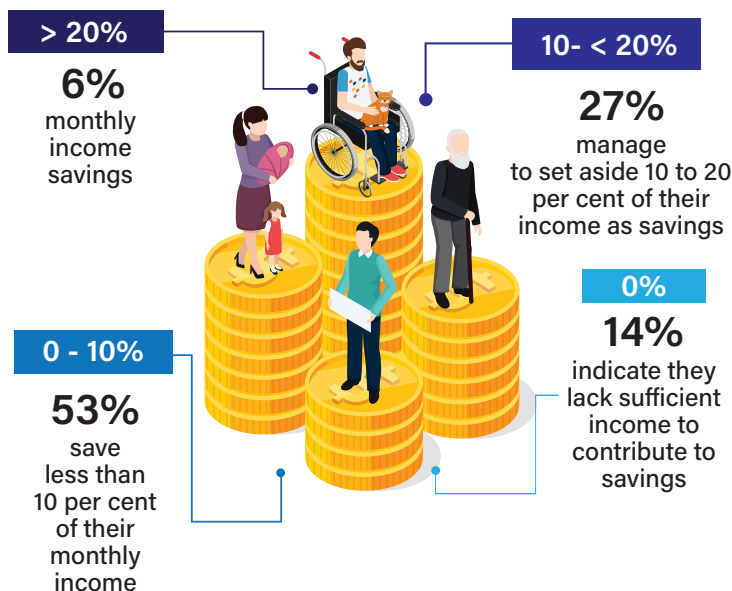 > 20%
6%
monthly
income
savings
10- < 20%
27%
manage
to set aside 10 to 20
per cent of their
income as savings
0 - 10%
53%
save
less than
10 per cent
of their
monthly
income
0%
14%
indicate they
lack sufficient
income to
contribute to
savings